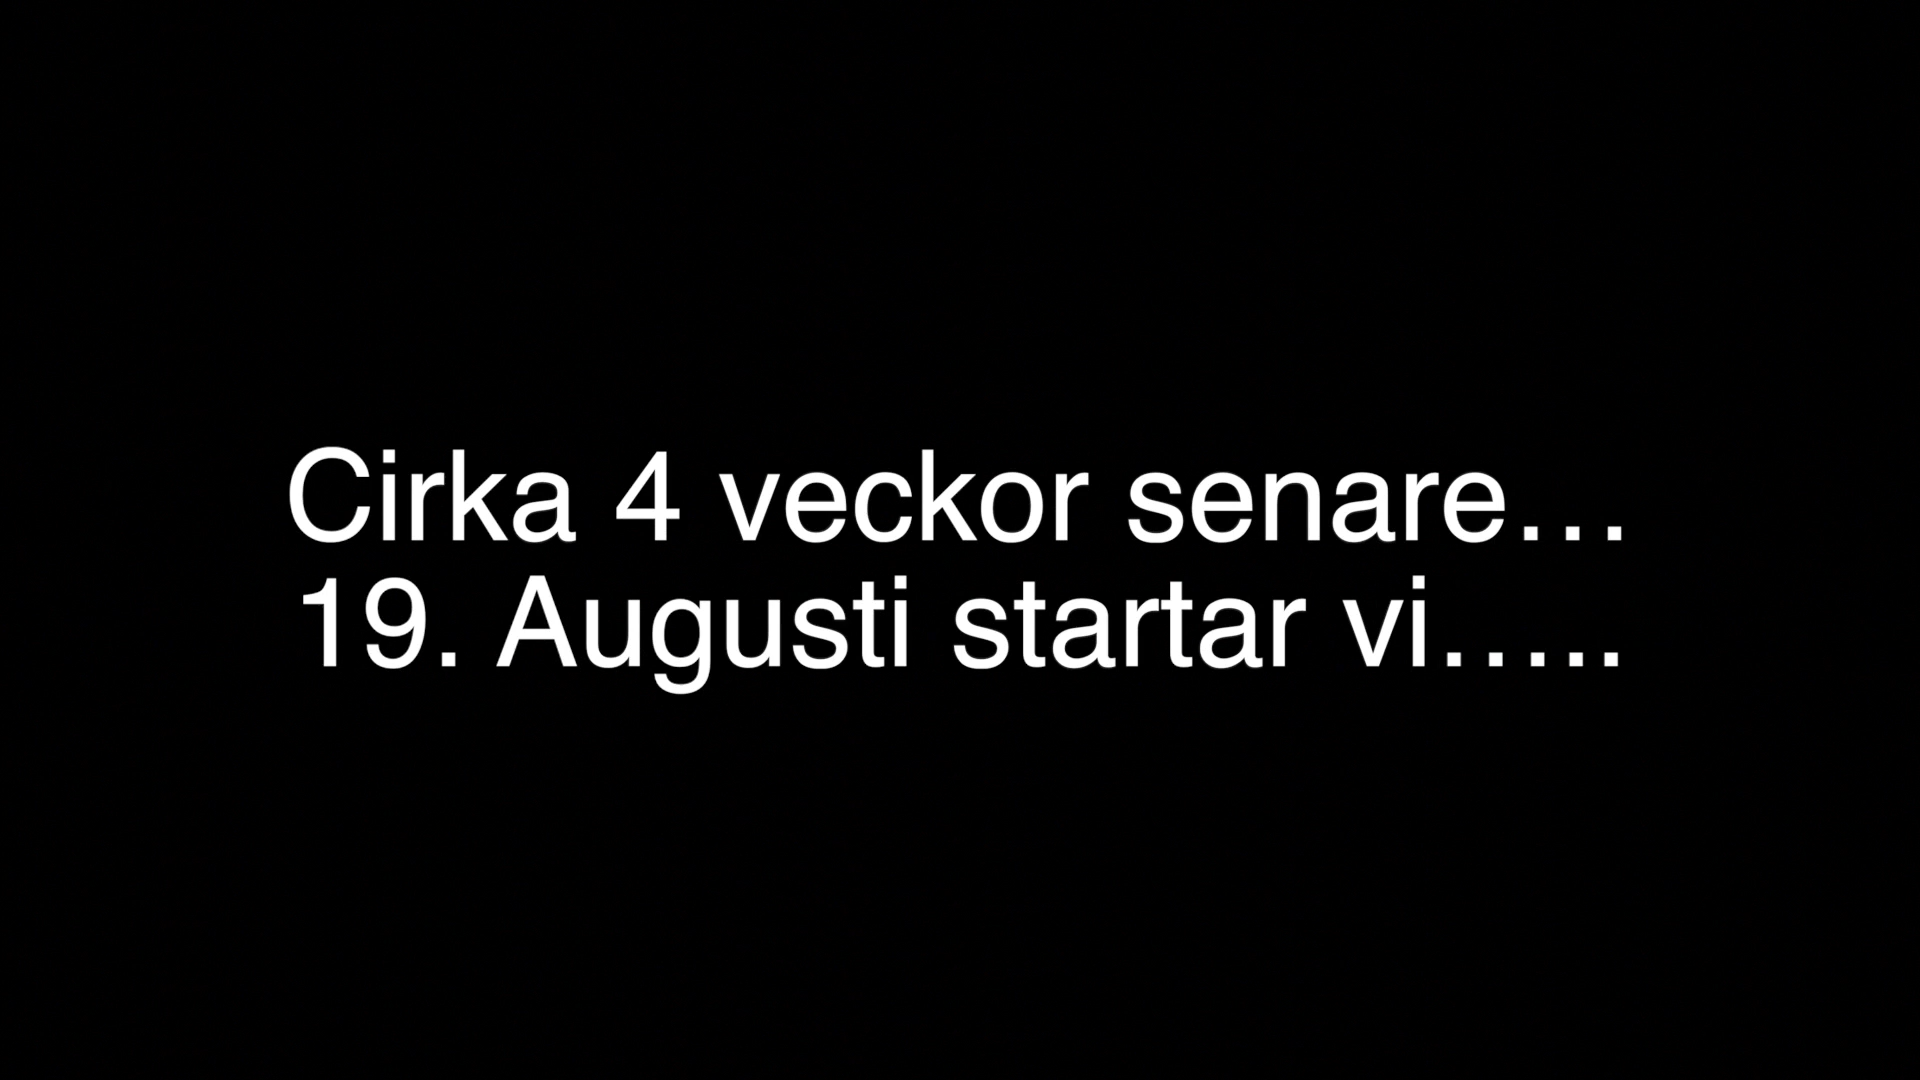 Cirka 4 veckor senare...
19. Augusti startar vi.....